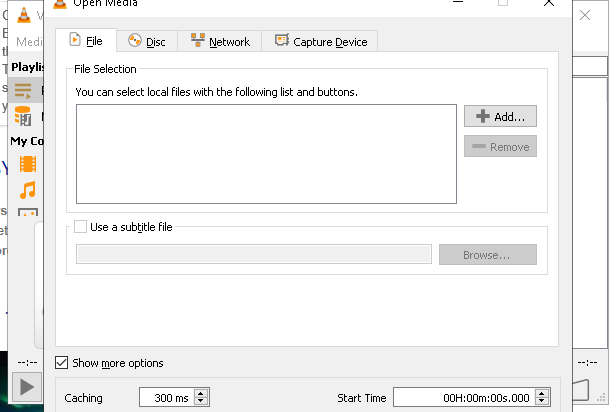 Open Media
Medi
File
Disc
Network
Capture Device
Playlis
File Selection
You can select local files with the following list and buttons.
Add...
Remove
My Co
Use a subtitle file
Browse...
--:--
Show more options
--:--
Caching
300 ms
Start Time
00H:00m:00s.000